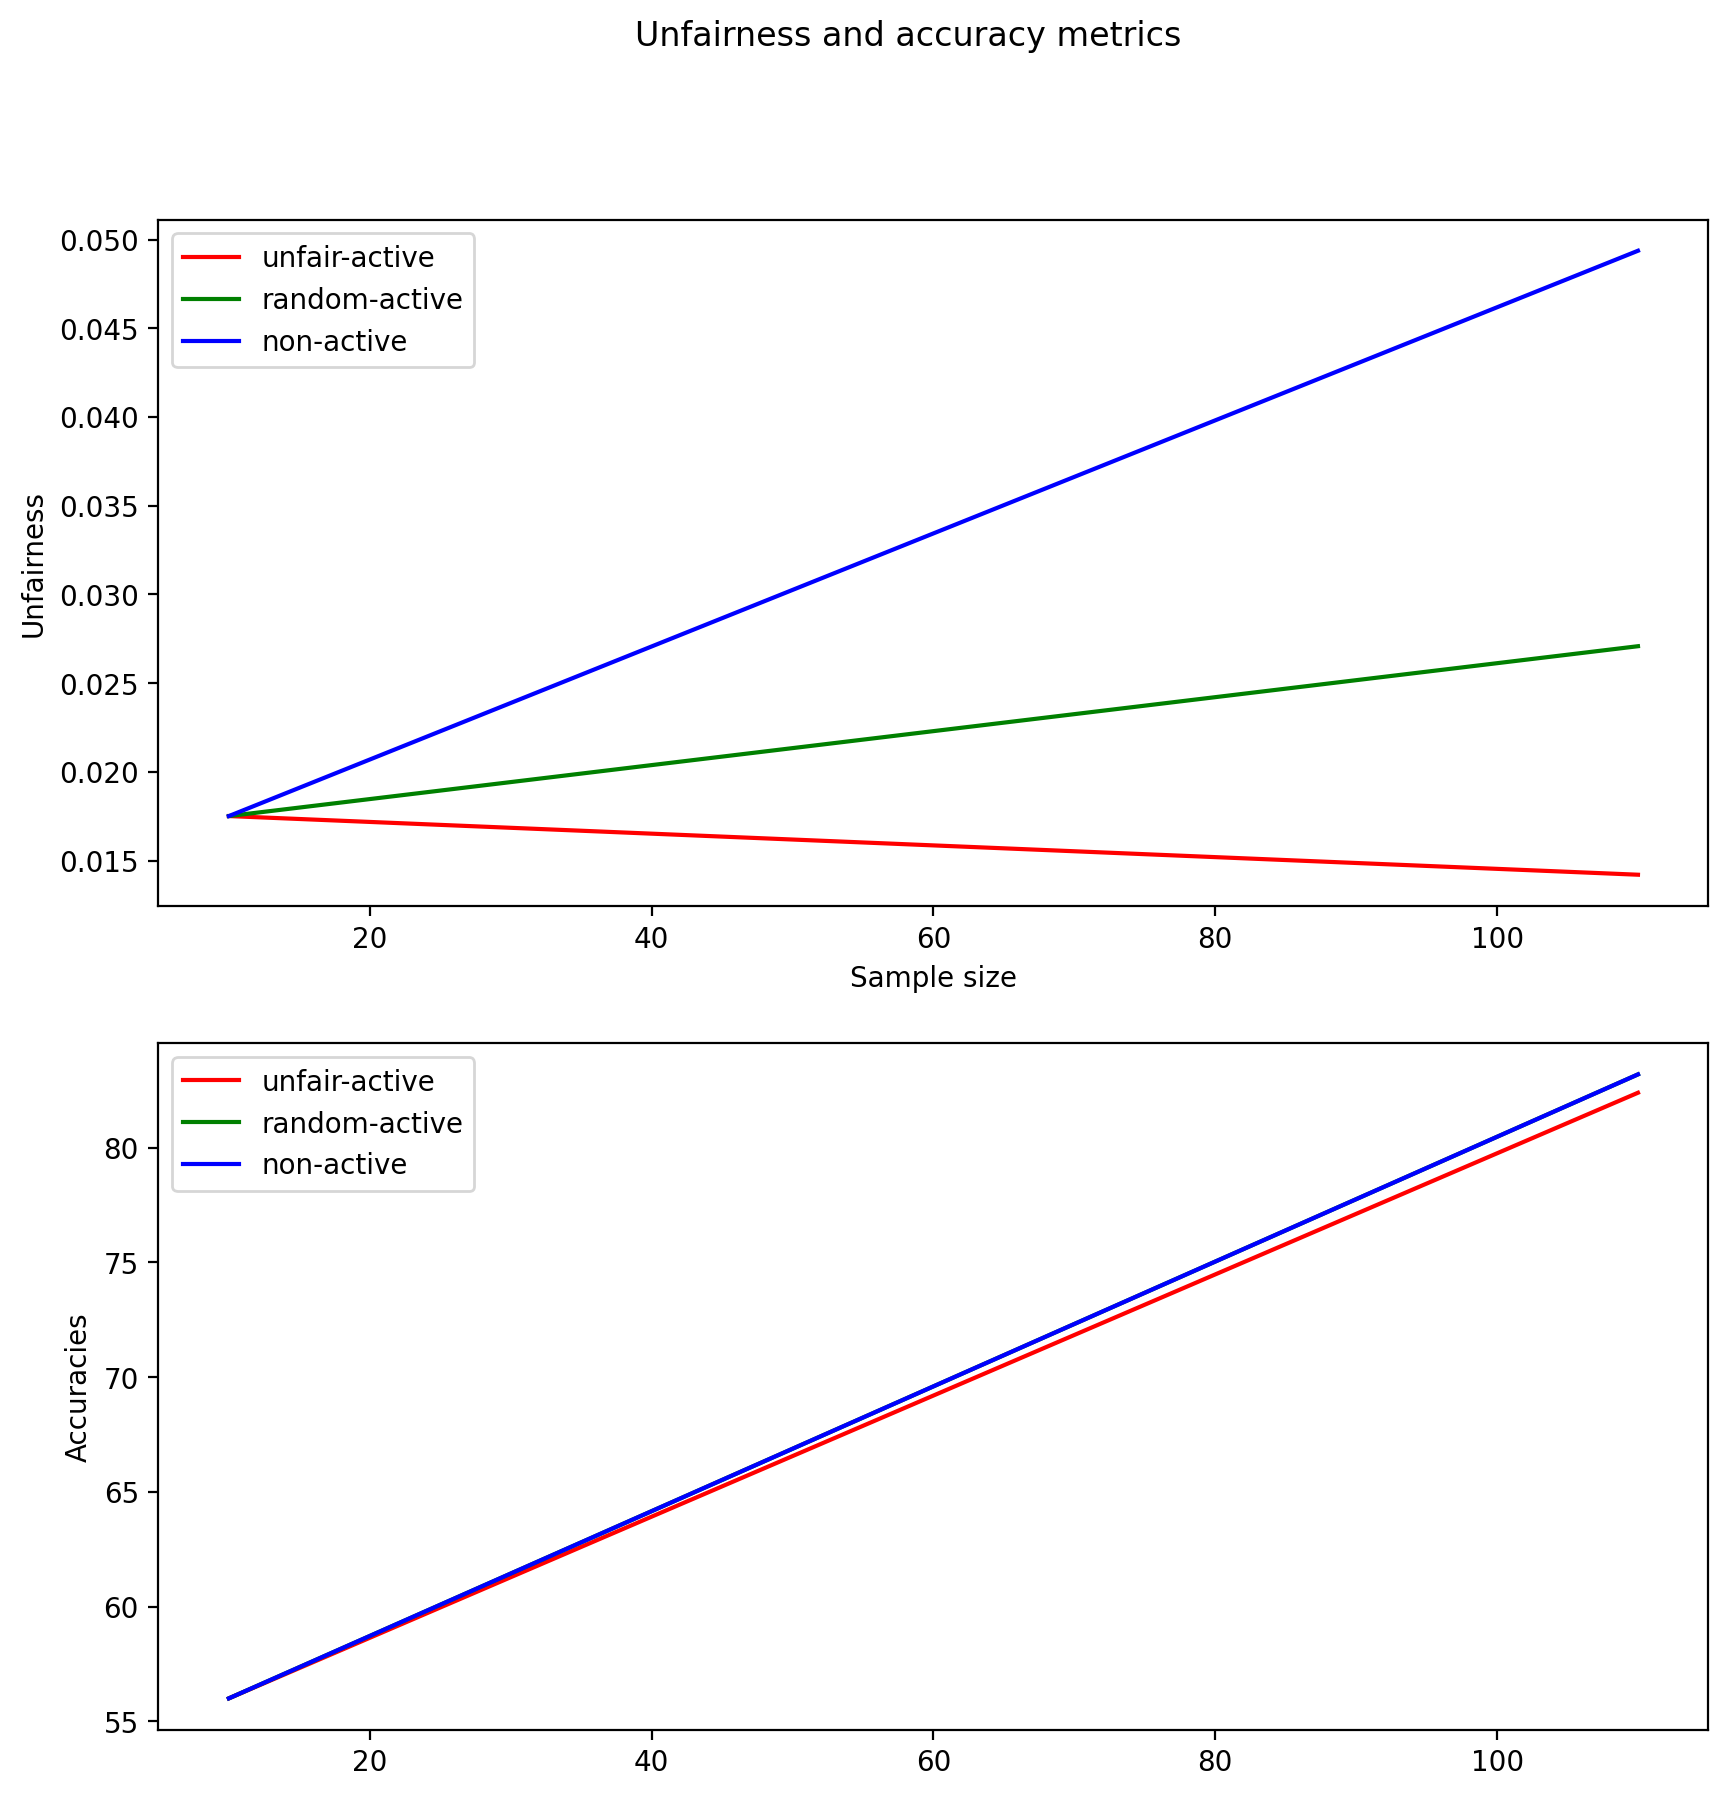 Unfairness and accuracy metrics
0.050
0.045
0.040
0.035
0.030
0.025
0.020
0.015
Unfairness
unfair-active
random-active
non-active
20 40 60 80 100
Sample size
80
75
70
65
60
55
Accuracies
unfair-active
random-active
non-active
20 40 60 80 100